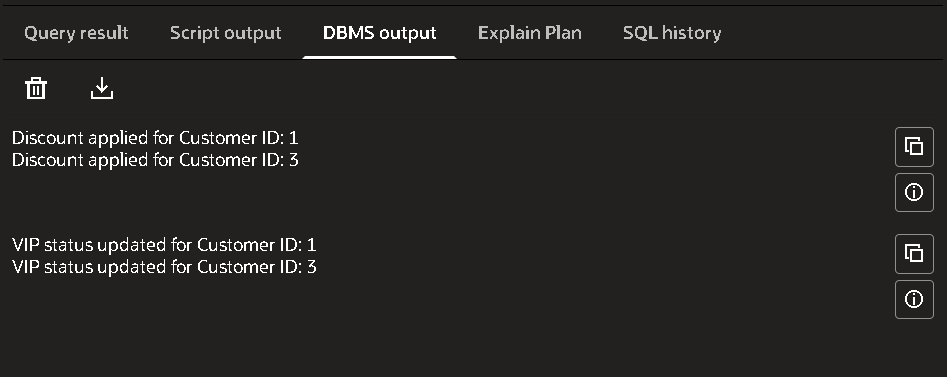 Query result Script output DBMS output Explain Plan SQL history
Discount applied for Customer ID: 1
Discount applied for Customer ID: 3
VIP status updated for Customer ID: 1
VIP status updated for Customer ID: 3